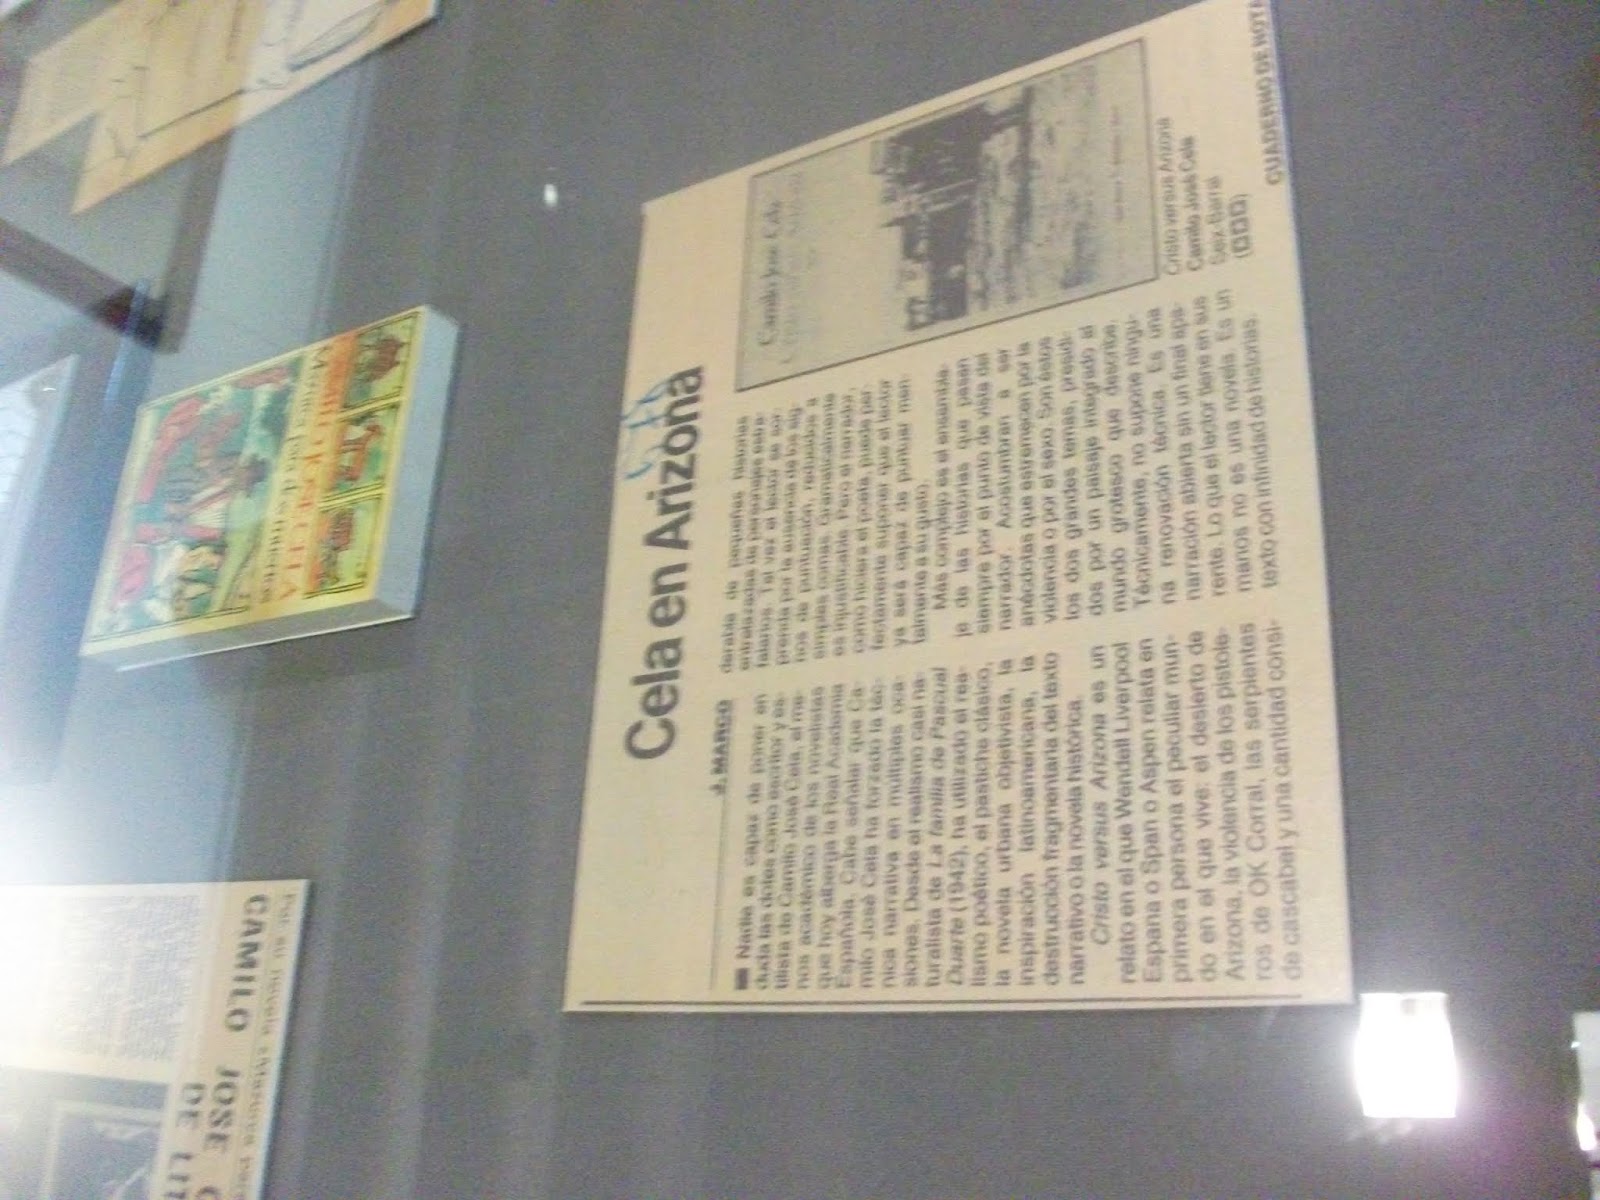 Cela en Arizona
J. MARCO
Nadie es capaz de poner en
duda las dotes como escritor y es-
tilista de Camilo José Cela, el me-
nos académico de los novelistas
que hoy alberga la Real Academia
Española. Cabe señalar que Ca-
milo José Cela ha forzado la téc-
nica narrativa en múltiples oca-
siones. Desde el realismo casi na-
turalista de La familia de Pascual
Duarte (1942), ha utilizado el rea-
lismo poético, el pastiche clásico,
la novela urbana objetivista, la
inspiración latinoamericana, la
destrucción fragmentaria del texto
narrativo o la novela histórica.
Cristo versus Arizona es un
relato en el que Wendell Liverpool
Espana o Span o Aspen relata en
primera persona el peculiar mun-
do en el que vive: el desierto de
Arizona, la violencia de los pistole-
ros de OK Corral, las serpientes
de cascabel y una cantidad consi-
derable de pequeñas historias
entrelazadas de personajes estra-
falarios. Tal vez el lector se sor-
prenda por la ausencia de los sig-
nos de puntuación, reducidos a
simples comas. Gramaticalmente
es injustificable. Pero el narrador,
como hiciera el poeta, puede per-
fectamente suponer que el lector
ya será capaz de puntuar men-
talmente a su gusto.
Más complejo es el ensambla-
je de las historias que pasan
siempre por el punto de vista del
narrador. Acostumbran a ser
anécdotas que estremecen por la
violencia o por el sexo. Son éstos
los dos grandes temas, presidi-
dos por un paisaje integrado al
mundo grotesco que describe.
Técnicamente, no supone ningu-
na renovación técnica. Es una
narración abierta sin un final apa-
rente. Lo que el lector tiene en sus
manos no es una novela. Es un
texto con infinidad de historias.
Camilo José Cela
Cristo versus Arizona
Camilo José Cela
Seix Barral
CUADERNO DE
MAZURCA
para dos muertos
Por su novela «Mazurca
CAMILO JOSE
DE